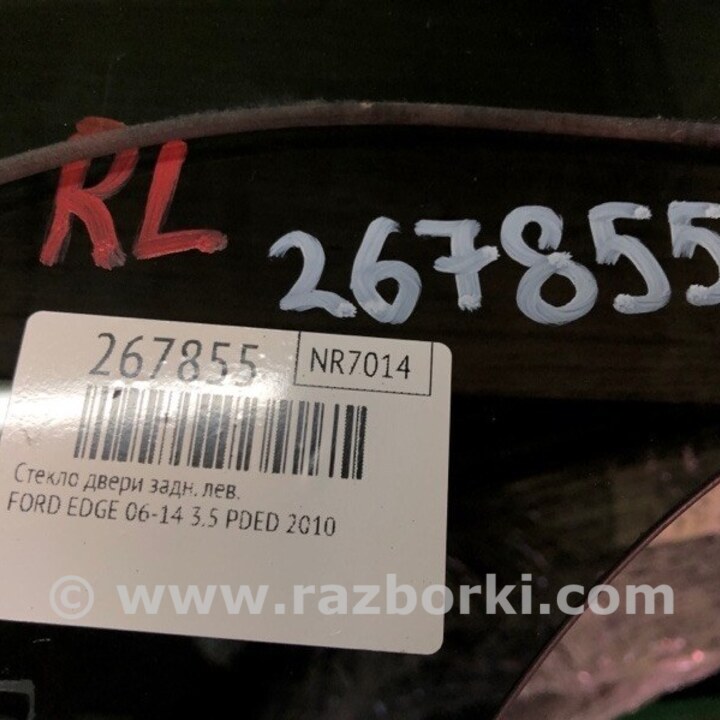 RL
267855
267855
NR7014
Стекло двери задн. лев.
FORD EDGE 06-14 3.5 PDED 2010
© www.razborki.com